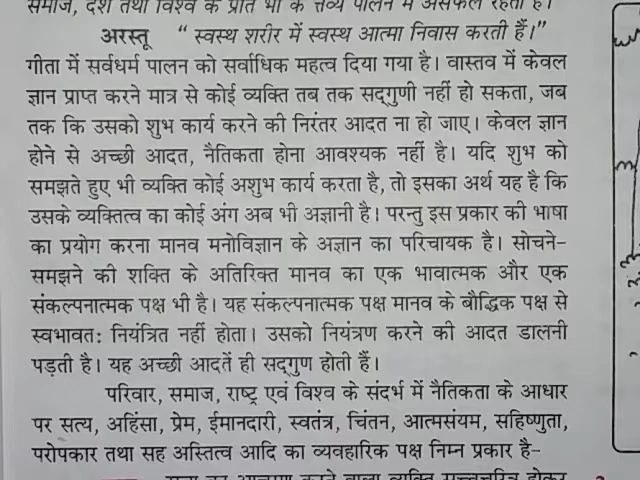 समाज, देश तथा विश्व के प्रति भी क र्त्तव्य पालन में असफल रहता है।
अरस्तू “ स्वस्थ शरीर में स्वस्थ आत्मा निवास करती हैं।”
गीता में सर्वधर्म पालन को सर्वाधिक महत्व दिया गया है। वास्तव में केवल
ज्ञान प्राप्त करने मात्र से कोई व्यक्ति तब तक सद्‌गुणी नहीं हो सकता, जब
तक कि उसको शुभ कार्य करने की निरंतर आदत ना हो जाए। केवल ज्ञान
होने से अच्छी आदत, नैतिकता होना आवश्यक नहीं है। यदि शुभ को
समझते हुए भी व्यक्ति कोई अशुभ कार्य करता है, तो इसका अर्थ यह है कि
उसके व्यक्तित्व का कोई अंग अब भी अज्ञानी है। परन्तु इस प्रकार की भाषा
का प्रयोग करना मानव मनोविज्ञान के अज्ञान का परिचायक है। सोचने–
समझने की शक्ति के अतिरिक्त मानव का एक भावात्मक और एक
संकल्पनात्मक पक्ष भी है। यह संकल्पनात्मक पक्ष मानव के बौद्धिक पक्ष से
स्वभावत: नियंत्रित नहीं होता। उसको नियंत्रण करने की आदत डालनी
पड़ती है। यह अच्छी आदतें ही सद्‌गुण होती हैं।
परिवार, समाज, राष्ट्र एवं विश्व के संदर्भ में नैतिकता के आधार
पर सत्य, अहिंसा, प्रेम, ईमानदारी, स्वतंत्र, चिंतन, आत्मसंयम, सहिष्णुता,
परोपकार तथा सह अस्तित्व आदि का व्यवहारिक पक्ष निम्न प्रकार है–
करने वाला व्यक्ति होकर